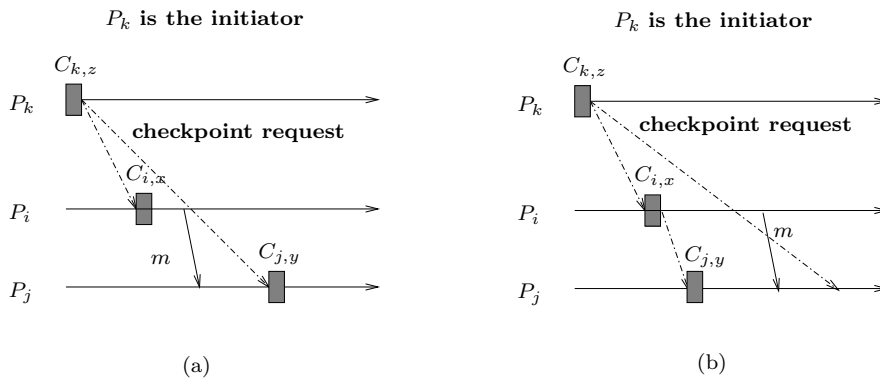 P_k is the initiator
C_{k,z}
P_k
checkpoint request
C_{i,x}
P_i
m
C_{j,y}
P_j
(a)
P_k is the initiator
C_{k,z}
P_k
checkpoint request
C_{i,x}
P_i
m
C_{j,y}
P_j
(b)